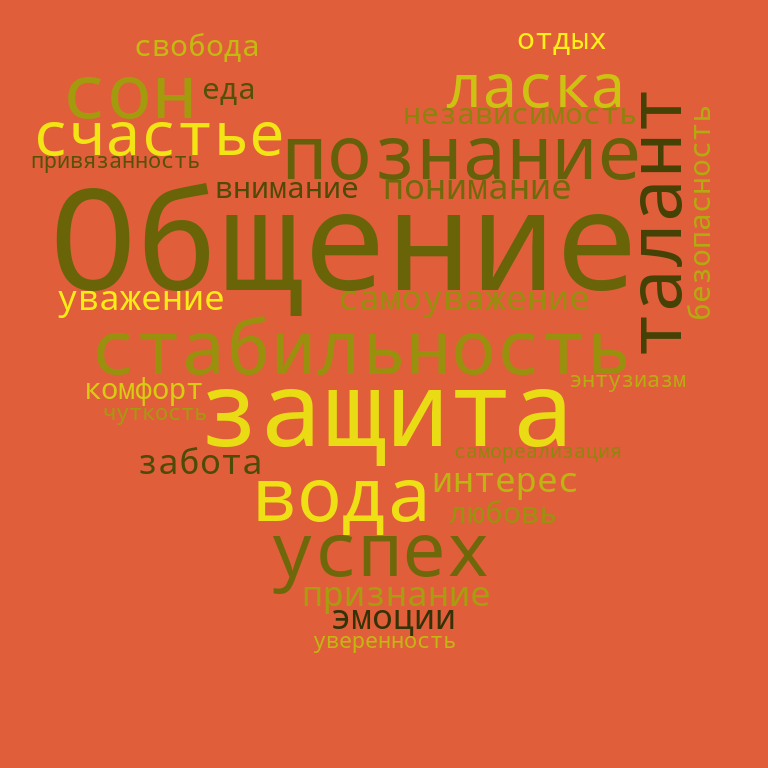 свобода
отдых
сон
еда
ласка
независимость
счастье
познание
талант
безопасность
привязанность
внимание
понимание
Общение
уважение
самоуважение
стабильность
энтузиазм
комфорт
чуткость
защита
забота
самореализация
интерес
вода
любовь
успех
признание
эмоции
уверенность